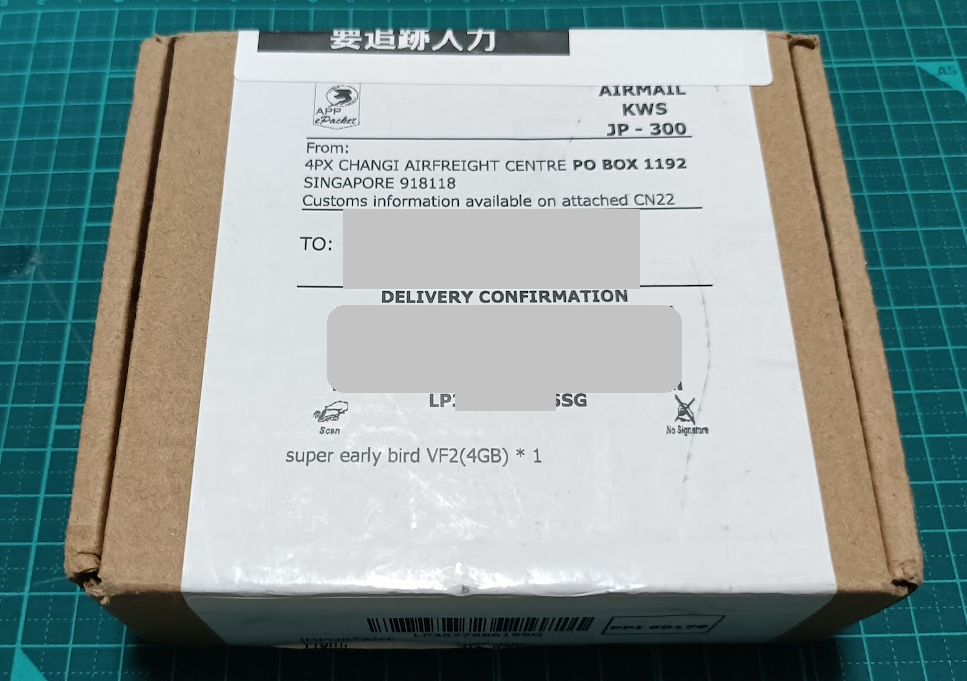 要追跡入力
APP
ePacket
AIRMAIL
KWS
JP - 300
From:
4PX CHANGI AIRFREIGHT CENTRE PO BOX 1192
SINGAPORE 918118
Customs information available on attached CN22
TO:
DELIVERY CONFIRMATION
SSG
Scan
No Signature
super early bird VF2(4GB) * 1
A5